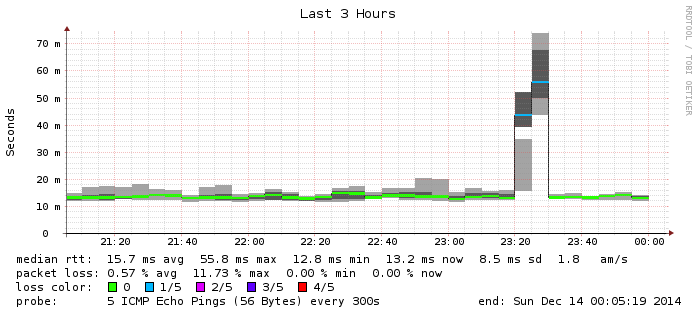 Last 3 Hours
RRDTOOL / TOBI OETIKER
Seconds
70 m
60 m
50 m
40 m
30 m
20 m
10 m
0
21:20 21:40 22:00 22:20 22:40 23:00 23:20 23:40 00:00
median rtt: 15.7 ms avg 55.8 ms max 12.8 ms min 13.2 ms now 8.5 ms sd 1.8 am/s
packet loss: 0.57 % avg 11.73 % max 0.00 % min 0.00 % now
loss color: 0 1/5 2/5 3/5 4/5
probe: 5 ICMP Echo Pings (56 Bytes) every 300s end: Sun Dec 14 00:05:19 2014